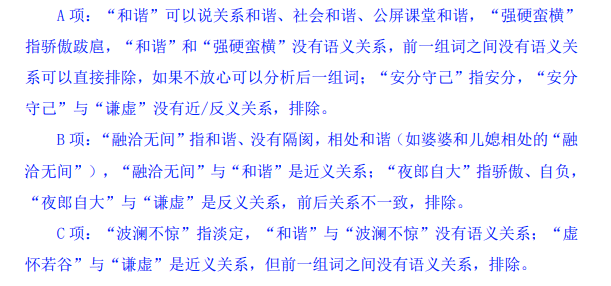 A 项：“和谐”可以说关系和谐、社会和谐、公屏课堂和谐，“强硬蛮横”
指骄傲跋扈，“和谐”和“强硬蛮横”没有语义关系，前一组词之间没有语义关
系可以直接排除，如果不放心可以分析后一组词；“安分守己”指安分，“安分
守己”与“谦虚”没有近/反义关系，排除。
B 项：“融洽无间”指和谐、没有隔阂，相处和谐（如婆婆和儿媳相处的“融
洽无间”），“融洽无间”与“和谐”是近义关系；“夜郎自大”指骄傲、自负，
“夜郎自大”与“谦虚”是反义关系，前后关系不一致，排除。
C 项：“波澜不惊”指淡定，“和谐”与“波澜不惊”没有语义关系；“虚
怀若谷”与“谦虚”是近义关系，但前一组词之间没有语义关系，排除。